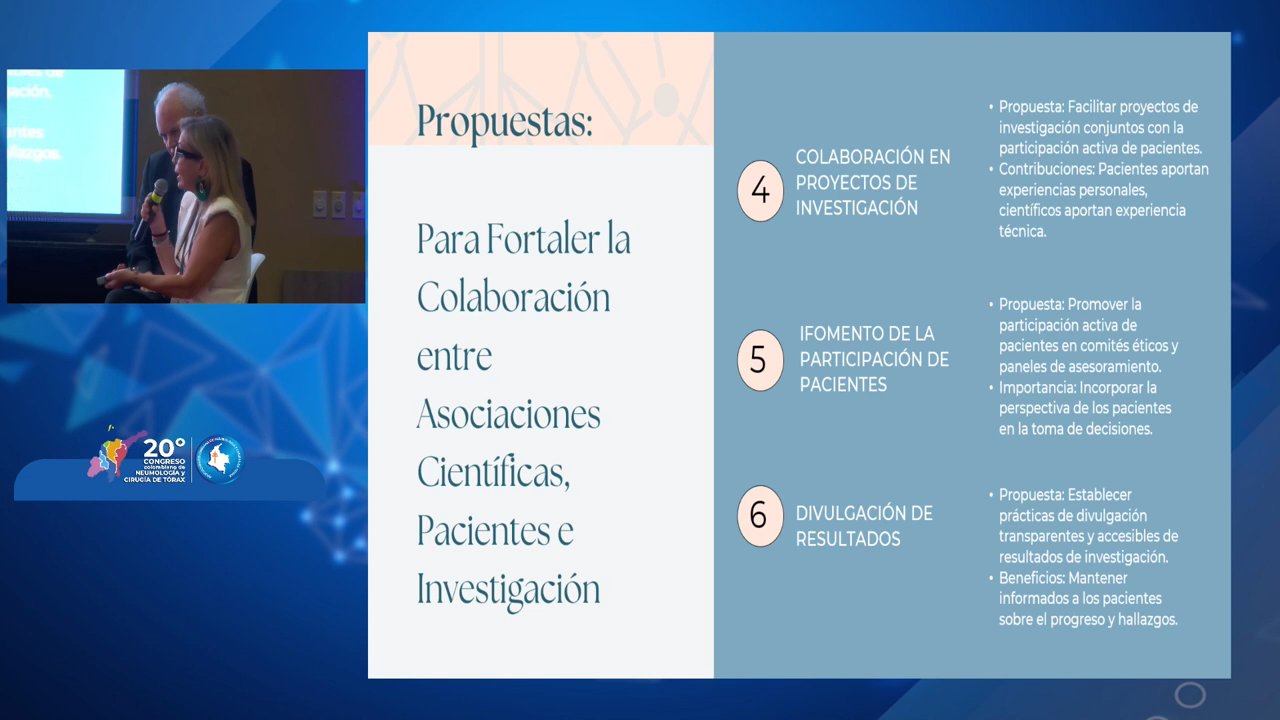 ación.
antes
llazgos.
20°
CONGRESO
colombiano de
NEUMOLOGÍA y
CIRUGÍA DE TÓRAX
Propuestas:
Para Fortaler la
Colaboración
entre
Asociaciones
Científicas,
Pacientes e
Investigación
4
COLABORACIÓN EN
PROYECTOS DE
INVESTIGACIÓN
• Propuesta: Facilitar proyectos de
investigación conjuntos con la
participación activa de pacientes.
• Contribuciones: Pacientes aportan
experiencias personales,
científicos aportan experiencia
técnica.
5
IFOMENTO DE LA
PARTICIPACIÓN DE
PACIENTES
• Propuesta: Promover la
participación activa de
pacientes en comités éticos y
paneles de asesoramiento.
• Importancia: Incorporar la
perspectiva de los pacientes
en la toma de decisiones.
6
DIVULGACIÓN DE
RESULTADOS
• Propuesta: Establecer
prácticas de divulgación
transparentes y accesibles de
resultados de investigación.
• Beneficios: Mantener
informados a los pacientes
sobre el progreso y hallazgos.